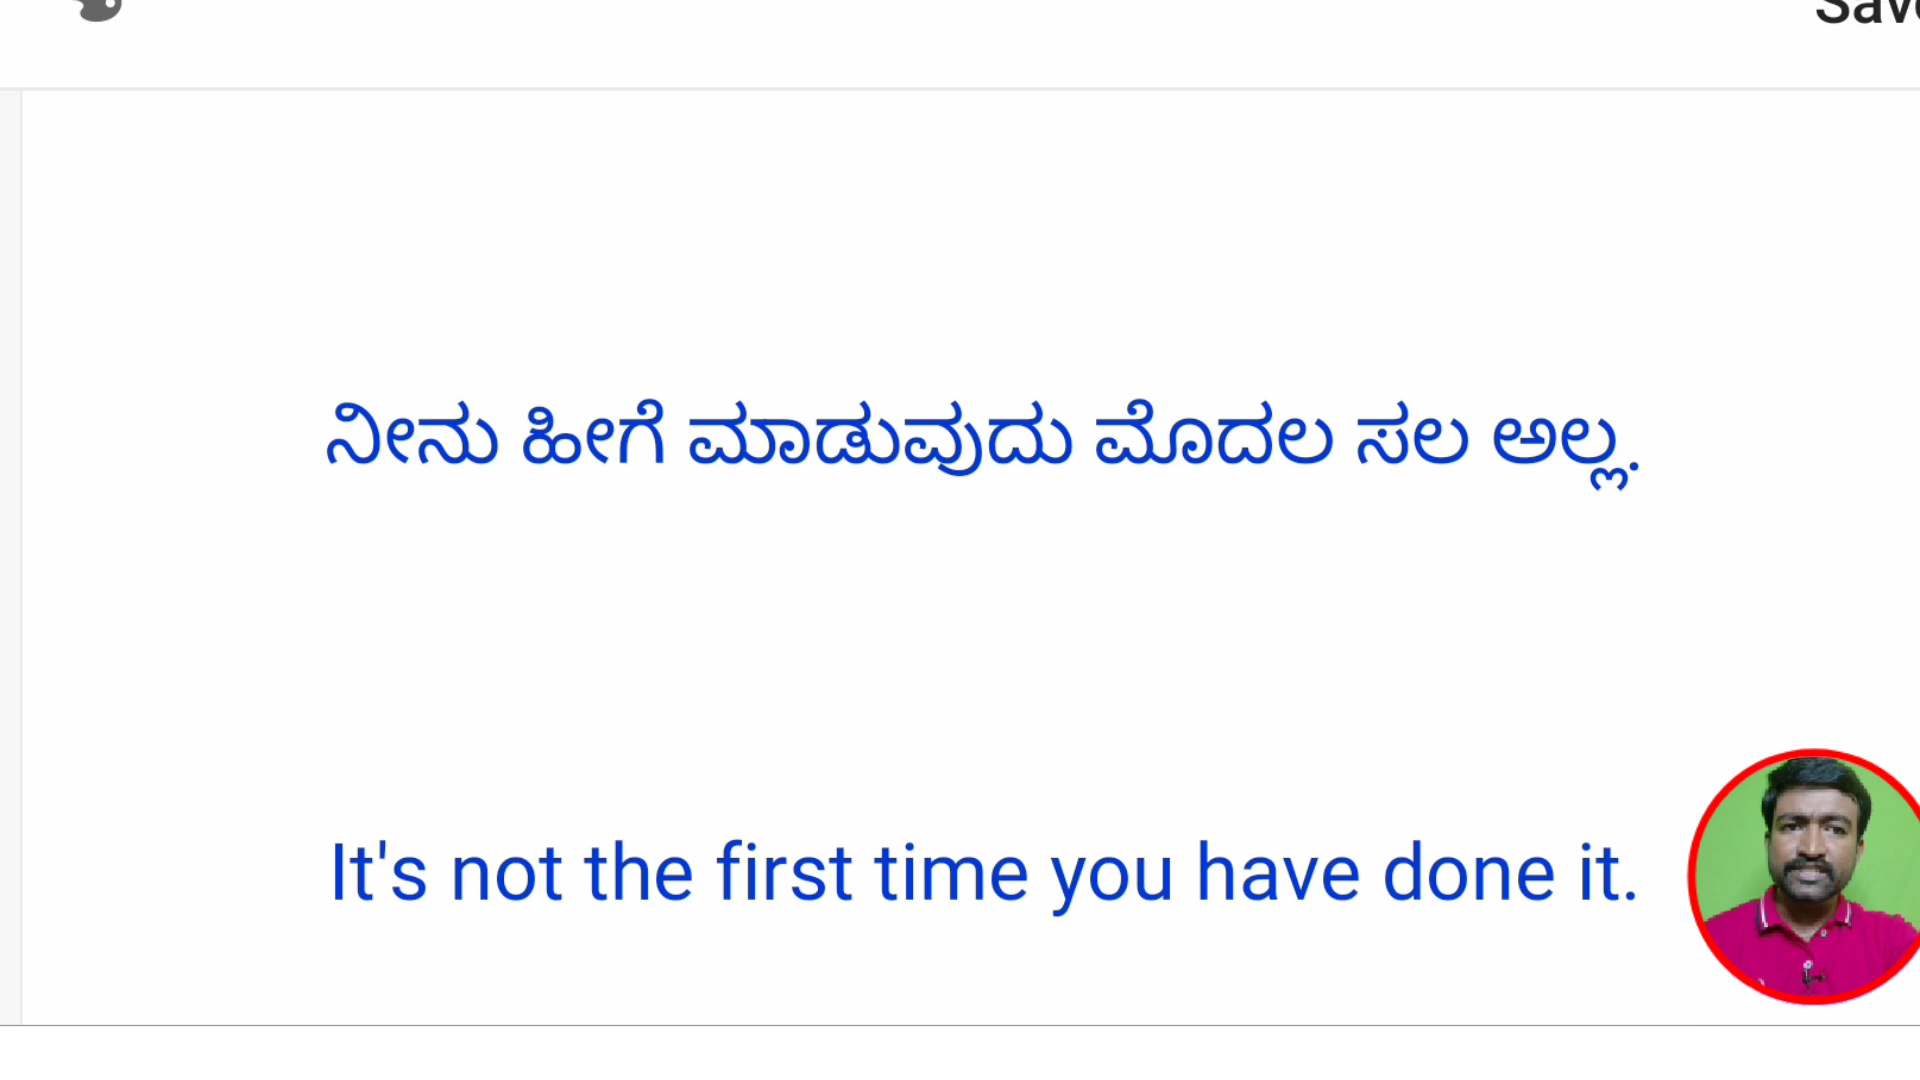 ನೀನು ಹೀಗೆ ಮಾಡುವುದು ಮೊದಲ ಸಲ ಅಲ್ಲ.
It's not the first time you have done it.